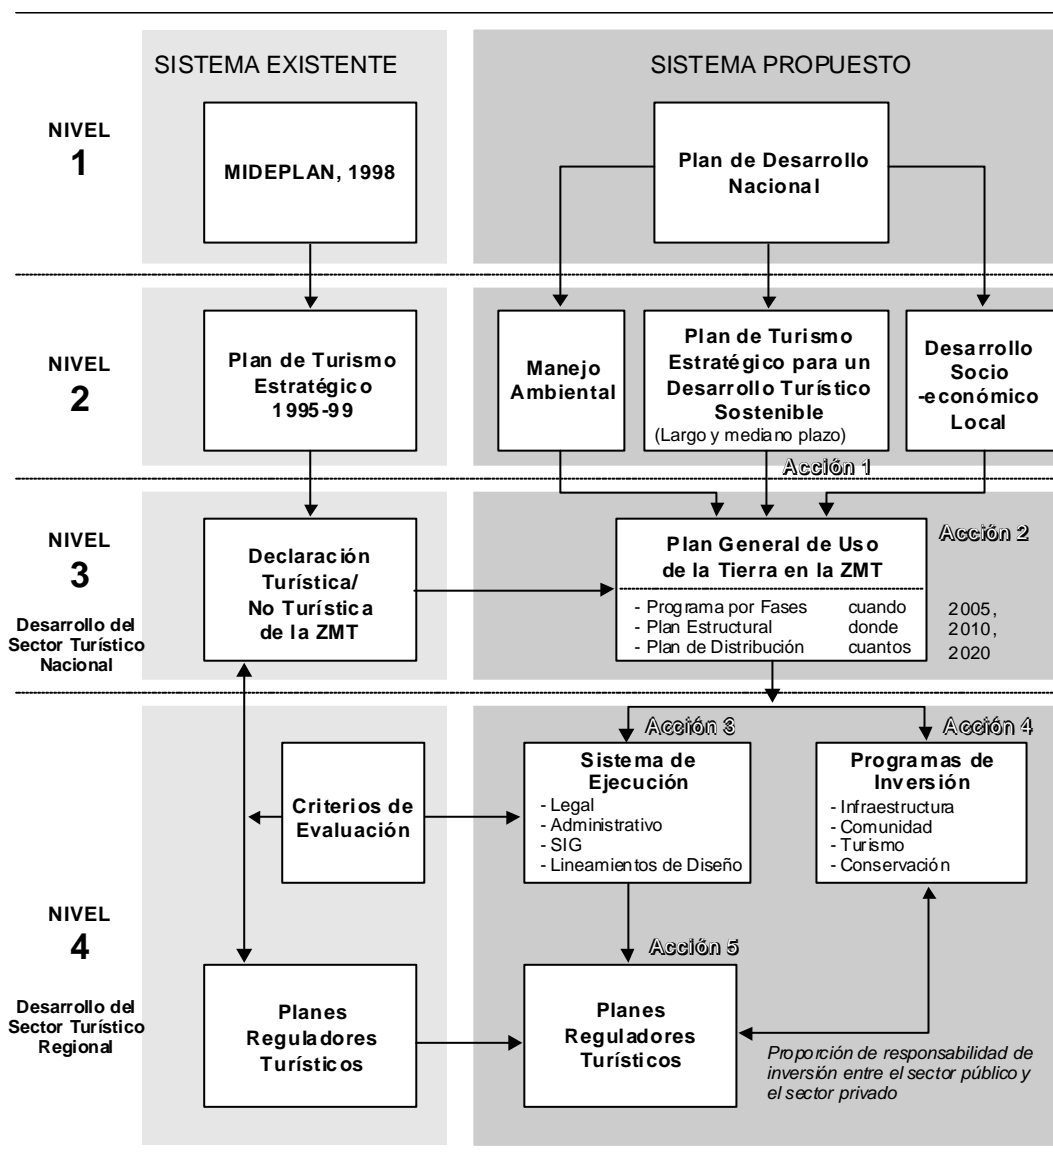 SISTEMA EXISTENTE
SISTEMA PROPUESTO
NIVEL
1
MIDEPLAN, 1998
Plan de Desarrollo
Nacional
NIVEL
2
Plan de Turismo
Estratégico
1995-99
Manejo
Ambiental
Plan de Turismo
Estratégico para un
Desarrollo Turístico
Sostenible
(Largo y mediano plazo)
Desarrollo
Socio
-económico
Local
Acción 1
NIVEL
3
Desarrollo del
Sector Turístico
Nacional
Declaración
Turística/
No Turística
de la ZMT
Plan General de Uso
de la Tierra en la ZMT
- Programa por Fases cuando
- Plan Estructural donde
- Plan de Distribución cuantos
Acción 2
2005,
2010,
2020
NIVEL
4
Desarrollo del
Sector Turístico
Regional
Criterios de
Evaluación
Acción 3
Sistema de
Ejecución
- Legal
- Administrativo
- SIG
- Lineamientos de Diseño
Acción 4
Programas de
Inversión
- Infraestructura
- Comunidad
- Turismo
- Conservación
Planes
Reguladores
Turísticos
Acción 5
Planes
Reguladores
Turísticos
Proporción de responsabilidad de
inversión entre el sector público y
el sector privado